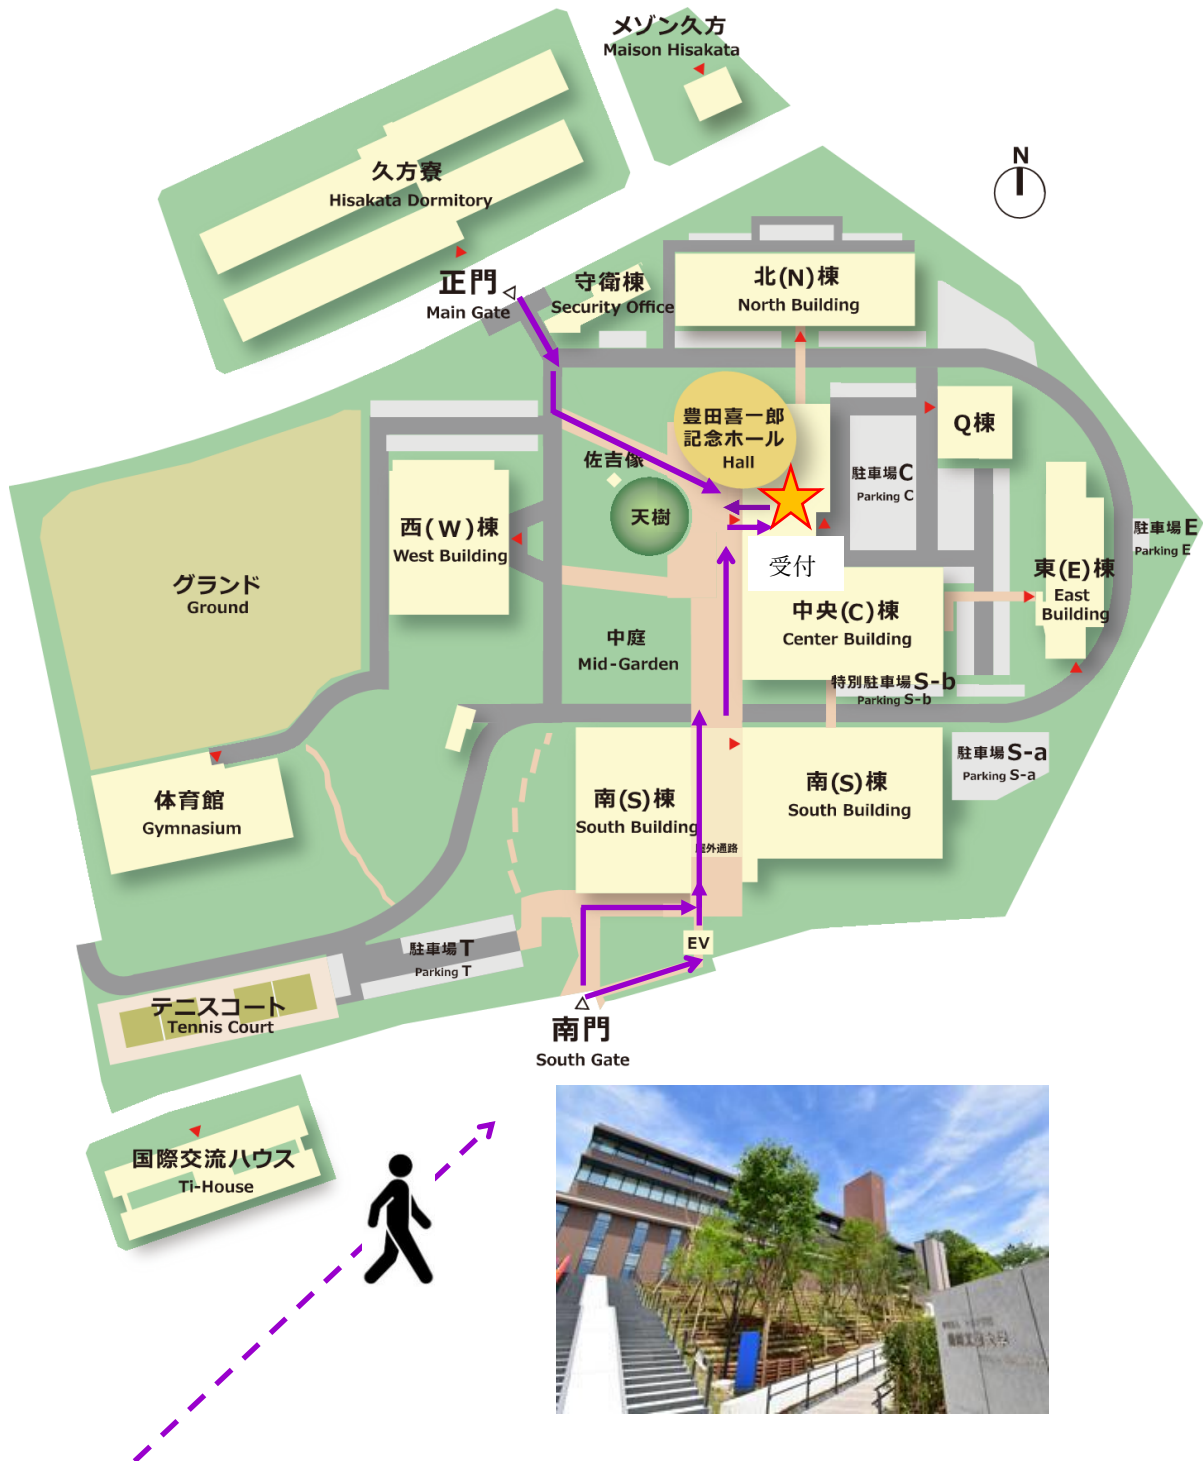 メゾン久方
Maison Hisakata
久方寮
Hisakata Dormitory
N
正門
Main Gate
守衛棟
Security Office
北(N)棟
North Building
豊田喜一郎
記念ホール
Hall
Q棟
佐吉像
天樹
駐車場C
Parking C
西(W)棟
West Building
駐車場E
Parking E
受付
東(E)棟
East
Building
グランド
Ground
中央(C)棟
Center Building
中庭
Mid-Garden
特別駐車場S-b
Parking S-b
駐車場S-a
Parking S-a
体育館
Gymnasium
南(S)棟
South Building
南(S)棟
South Building
屋外通路
EV
駐車場T
Parking T
テニスコート
Tennis Court
南門
South Gate
国際交流ハウス
Ti-House